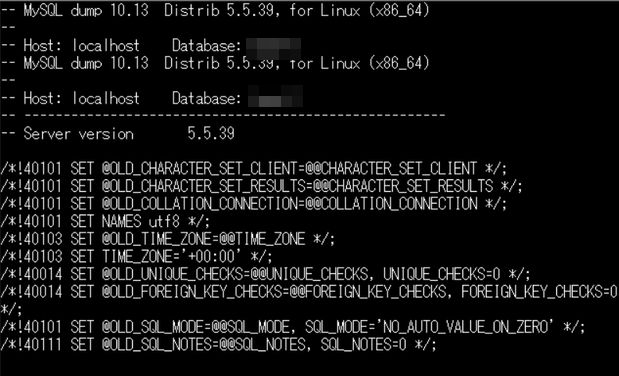 -- MySQL dump 10.13  Distrib 5.5.39, for Linux (x86_64)
--
-- Host: localhost    Database:
-- MySQL dump 10.13  Distrib 5.5.39, for Linux (x86_64)
--
-- Host: localhost    Database:
-- ------------------------------------------------------
-- Server version       5.5.39

/*!40101 SET @OLD_CHARACTER_SET_CLIENT=@@CHARACTER_SET_CLIENT */;
/*!40101 SET @OLD_CHARACTER_SET_RESULTS=@@CHARACTER_SET_RESULTS */;
/*!40101 SET @OLD_COLLATION_CONNECTION=@@COLLATION_CONNECTION */;
/*!40101 SET NAMES utf8 */;
/*!40103 SET @OLD_TIME_ZONE=@@TIME_ZONE */;
/*!40103 SET TIME_ZONE='+00:00' */;
/*!40014 SET @OLD_UNIQUE_CHECKS=@@UNIQUE_CHECKS, UNIQUE_CHECKS=0 */;
/*!40014 SET @OLD_FOREIGN_KEY_CHECKS=@@FOREIGN_KEY_CHECKS, FOREIGN_KEY_CHECKS=0
*/;
/*!40101 SET @OLD_SQL_MODE=@@SQL_MODE, SQL_MODE='NO_AUTO_VALUE_ON_ZERO' */;
/*!40111 SET @OLD_SQL_NOTES=@@SQL_NOTES, SQL_NOTES=0 */;